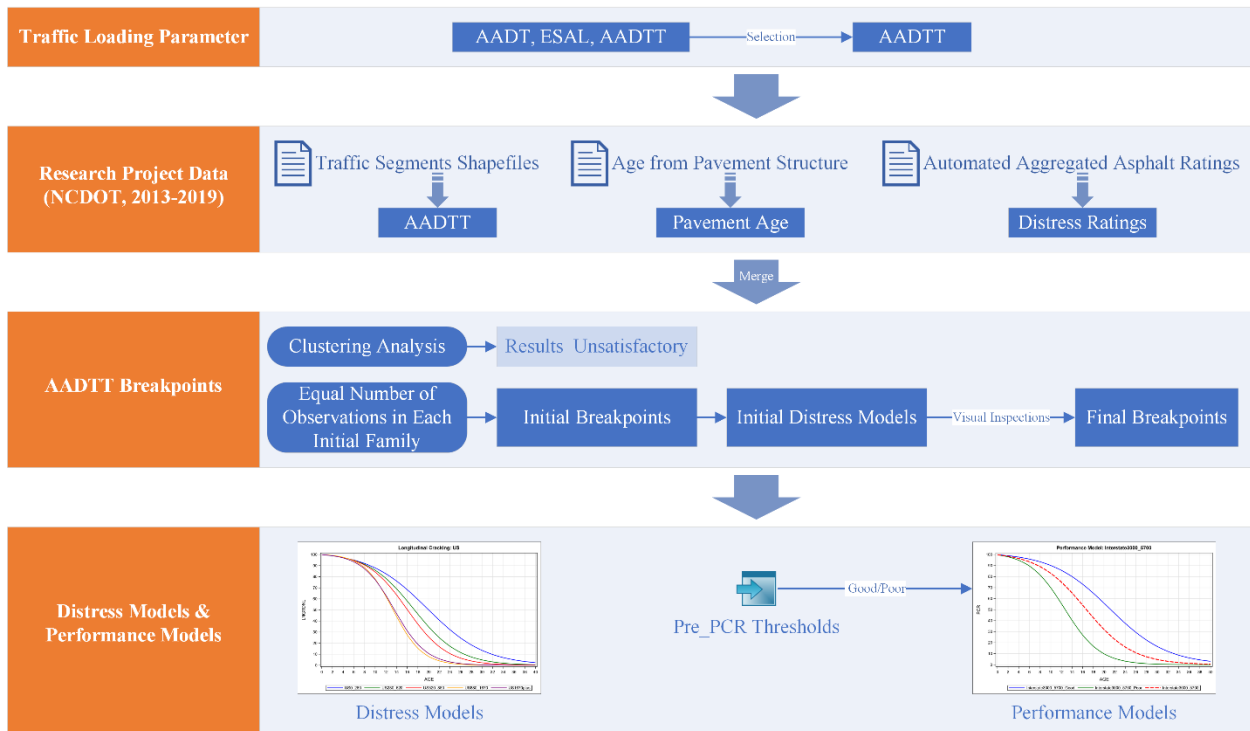 Traffic Loading Parameter
AADT, ESAL, AADTT
Selection
AADTT
Research Project Data
(NCDOT, 2013-2019)
Traffic Segments Shapefiles
Age from Pavement Structure
Automated Aggregated Asphalt Ratings
AADTT
Pavement Age
Distress Ratings
Merge
AADTT Breakpoints
Clustering Analysis
Results Unsatisfactory
Equal Number of
Observations in Each
Initial Family
Initial Breakpoints
Initial Distress Models
Visual Inspections
Final Breakpoints
Distress Models &
Performance Models
Longitudinal Cracking: US
AGE
Distress Models
Pre_PCR Thresholds
Good/Poor
PCR
AGE
Performance Models